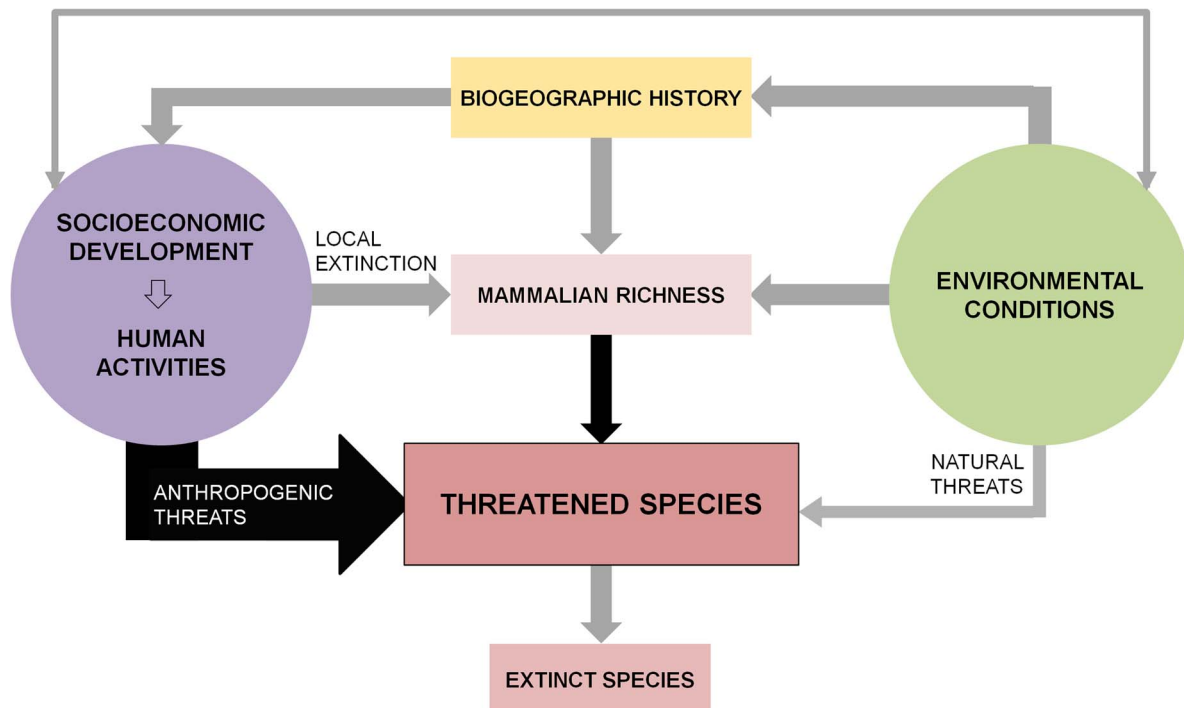 BIOGEOGRAPHIC HISTORY
SOCIOECONOMIC
DEVELOPMENT
HUMAN
ACTIVITIES
LOCAL
EXTINCTION
MAMMALIAN RICHNESS
ENVIRONMENTAL
CONDITIONS
ANTHROPOGENIC
THREATS
THREATENED SPECIES
NATURAL
THREATS
EXTINCT SPECIES